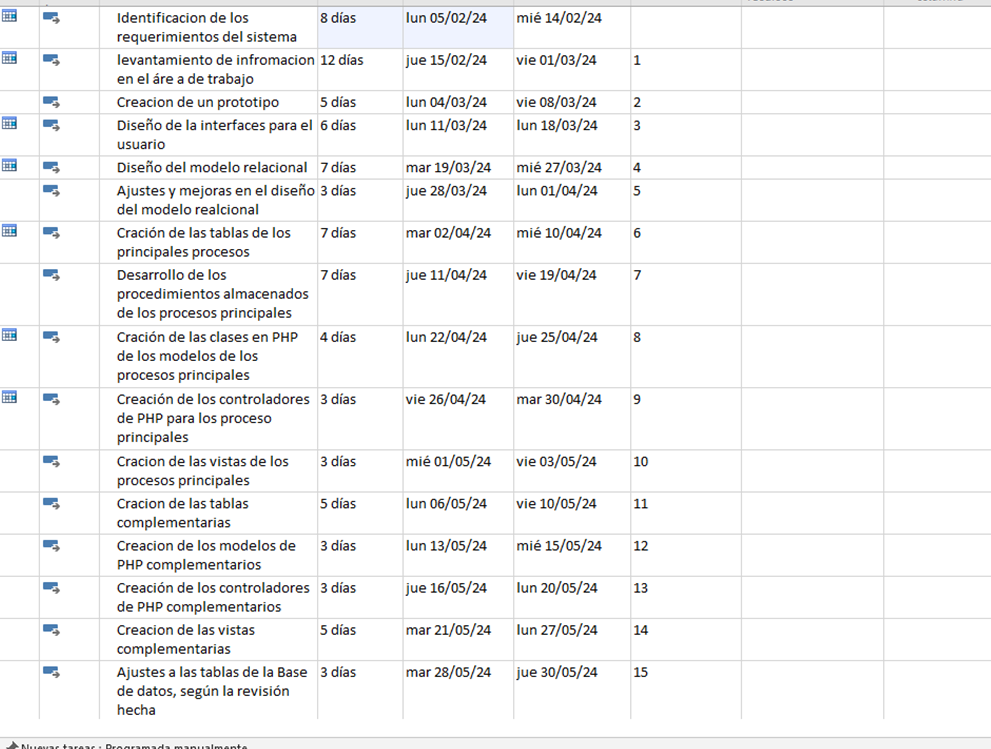 Identificacion de los 8 días lun 05/02/24 mié 14/02/24
requerimientos del sistema
levantamiento de infromacion 12 días jue 15/02/24 vie 01/03/24 1
en el áre a de trabajo
Creacion de un prototipo 5 días lun 04/03/24 vie 08/03/24 2
Diseño de la interfaces para el 6 días lun 11/03/24 lun 18/03/24 3
usuario
Diseño del modelo relacional 7 días mar 19/03/24 mié 27/03/24 4
Ajustes y mejoras en el diseño 3 días jue 28/03/24 lun 01/04/24 5
del modelo realcional
Cración de las tablas de los 7 días mar 02/04/24 mié 10/04/24 6
principales procesos
Desarrollo de los 7 días jue 11/04/24 vie 19/04/24 7
procedimientos almacenados
de los procesos principales
Cración de las clases en PHP 4 días lun 22/04/24 jue 25/04/24 8
de los modelos de los
procesos principales
Creación de los controladores 3 días vie 26/04/24 mar 30/04/24 9
de PHP para los proceso
principales
Cracion de las vistas de los 3 días mié 01/05/24 vie 03/05/24 10
procesos principales
Cracion de las tablas 5 días lun 06/05/24 vie 10/05/24 11
complementarias
Creacion de los modelos de 3 días lun 13/05/24 mié 15/05/24 12
PHP complementarios
Creación de los controladores 3 días jue 16/05/24 lun 20/05/24 13
de PHP complementarios
Creacion de las vistas 5 días mar 21/05/24 lun 27/05/24 14
complementarias
Ajustes a las tablas de la Base 3 días mar 28/05/24 jue 30/05/24 15
de datos, según la revisión
hecha
Nuevas tareas : Programada manualmente